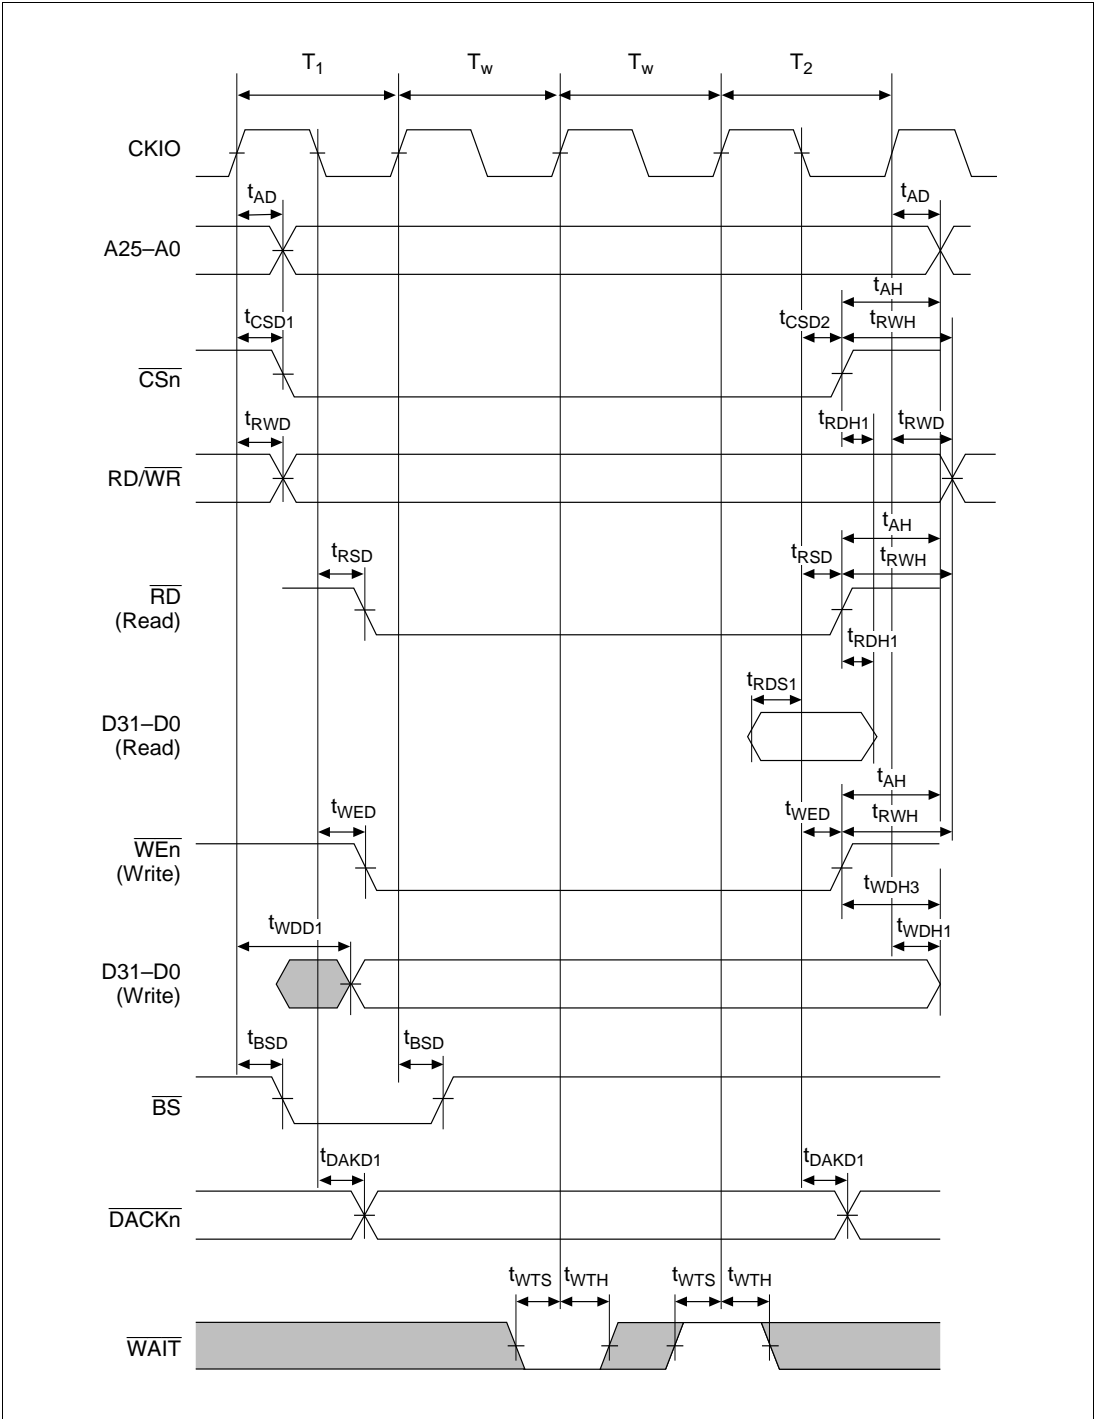 T1 Tw Tw T2
CKIO
tAD tAD
A25–A0
tAH
tCSD1 tCSD2 tRWH
CSn
tRWD tRDH1 tRWD
RD/WR
tAH
tRSD tRSD tRWH
RD
(Read)
tRDH1
tRDS1
D31–D0
(Read)
tAH
tWED tWED tRWH
WEn
(Write)
tWDH3
tWDD1 tWDH1
D31–D0
(Write)
tBSD tBSD
BS
tDAKD1 tDAKD1
DACKn
tWTS tWTH tWTS tWTH
WAIT